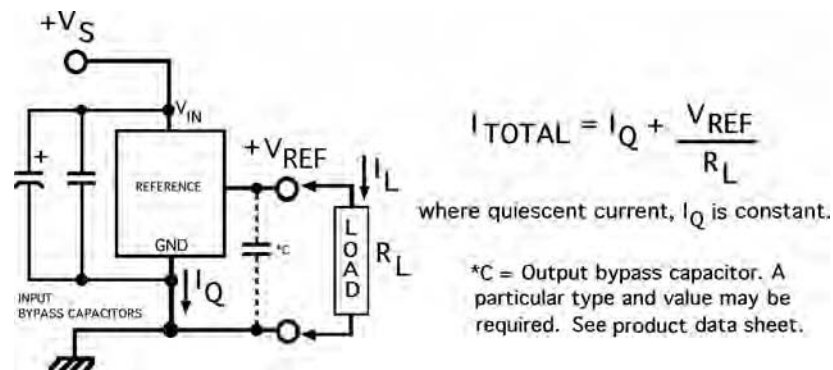 +VS
VIN
+VREF
IL
REFERENCE
GND
*C
LOAD
RL
IQ
INPUT
BYPASS CAPACITORS
+
ITOTAL = IQ + VREF / RL
where quiescent current, IQ is constant.
*C = Output bypass capacitor. A
particular type and value may be
required. See product data sheet.